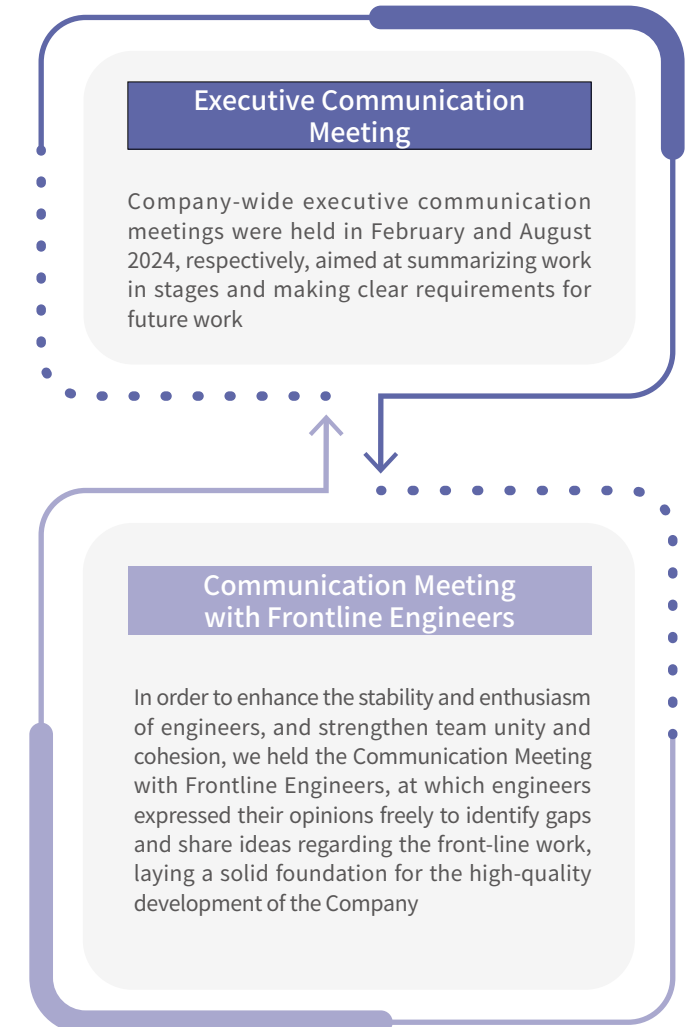 Executive Communication
Meeting
Company-wide executive communication
meetings were held in February and August
2024, respectively, aimed at summarizing work
in stages and making clear requirements for
future work
Communication Meeting
with Frontline Engineers
In order to enhance the stability and enthusiasm
of engineers, and strengthen team unity and
cohesion, we held the Communication Meeting
with Frontline Engineers, at which engineers
expressed their opinions freely to identify gaps
and share ideas regarding the front-line work,
laying a solid foundation for the high-quality
development of the Company